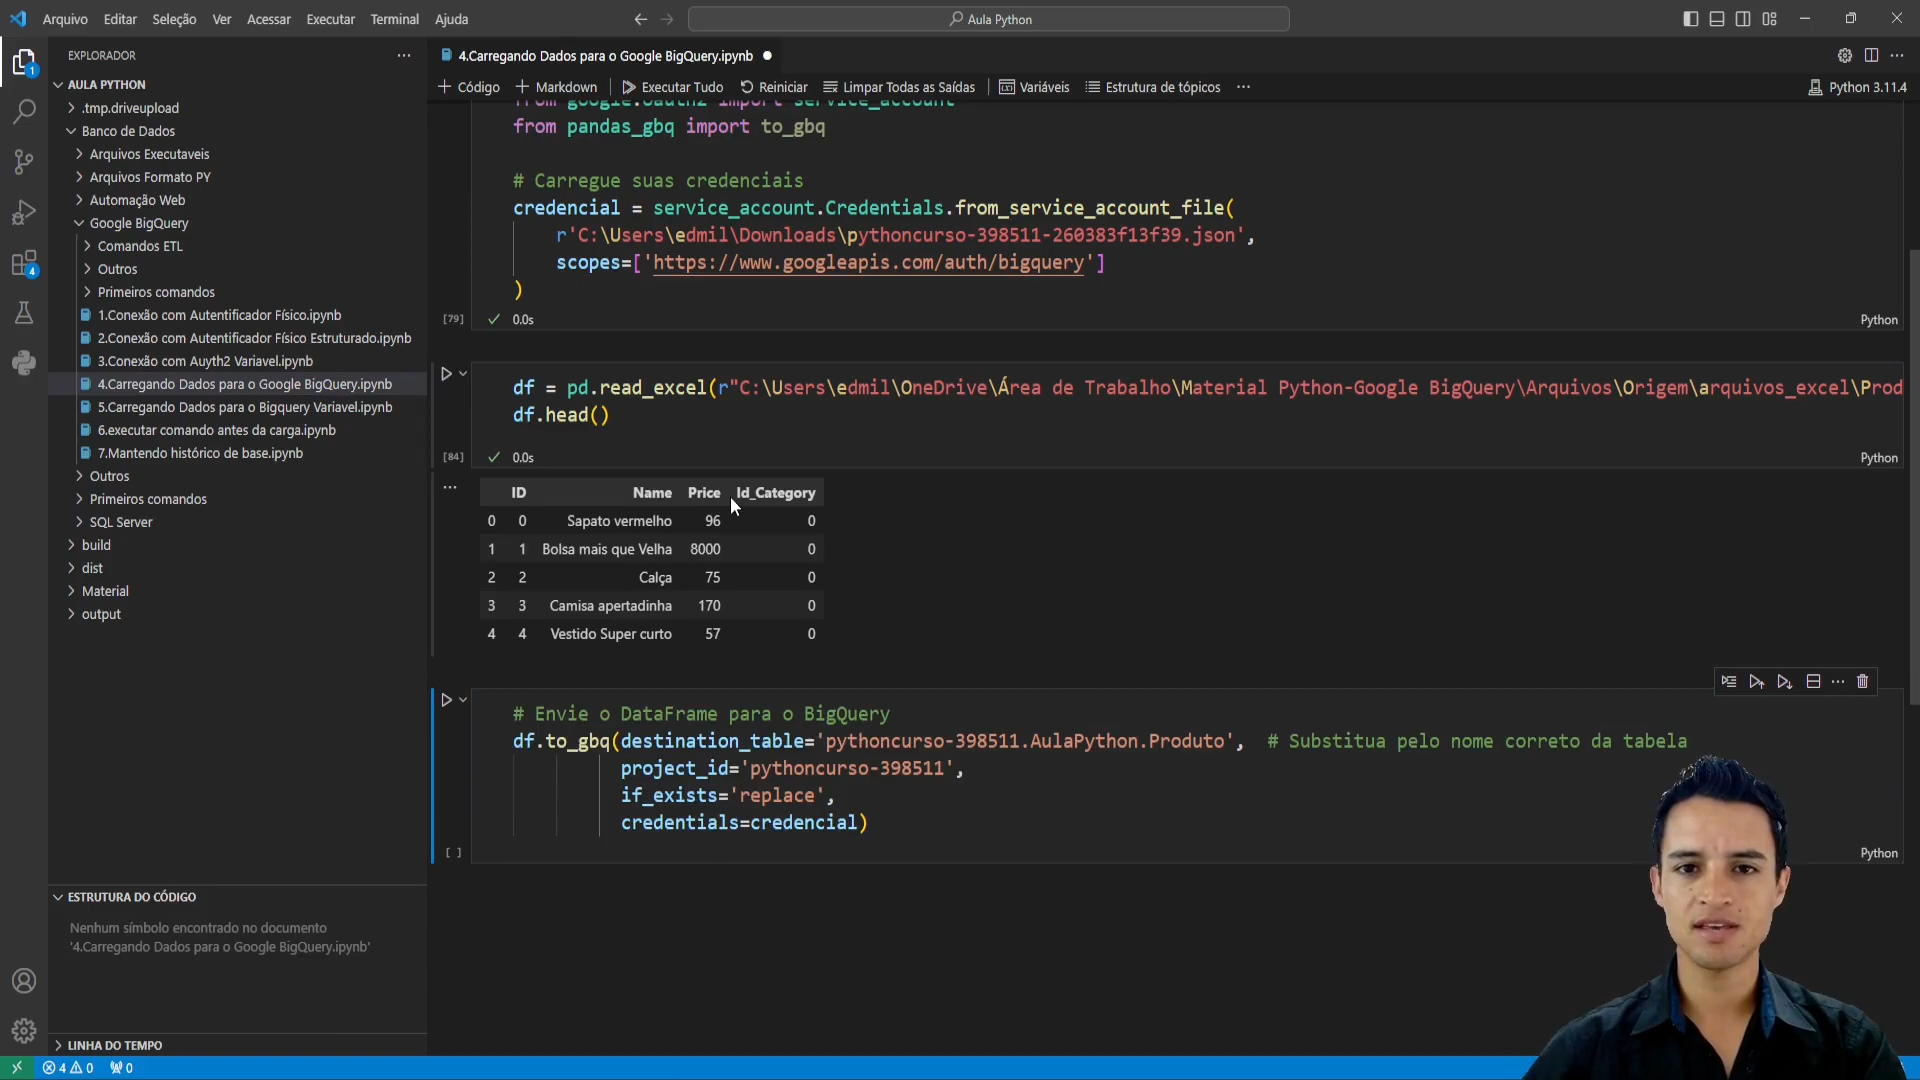 Arquivo Editar Seleção Ver Acessar Executar Terminal Ajuda
Aula Python
EXPLORADOR
AULA PYTHON
.tmp.driveupload
Banco de Dados
Arquivos Executaveis
Arquivos Formato PY
Automação Web
Google BigQuery
Comandos ETL
Outros
Primeiros comandos
1.Conexão com Autentificador Físico.ipynb
2.Conexão com Autentificador Físico Estruturado.ipynb
3.Conexão com Auyth2 Variavel.ipynb
4.Carregando Dados para o Google BigQuery.ipynb
5.Carregando Dados para o Bigquery Variavel.ipynb
6.executar comando antes da carga.ipynb
7.Mantendo histórico de base.ipynb
Outros
Primeiros comandos
SQL Server
build
dist
Material
output
ESTRUTURA DO CÓDIGO
Nenhum símbolo encontrado no documento
'4.Carregando Dados para o Google BigQuery.ipynb'
LINHA DO TEMPO
1
4
4.Carregando Dados para o Google BigQuery.ipynb
+ Código + Markdown Executar Tudo Reiniciar Limpar Todas as Saídas Variáveis Estrutura de tópicos ... Python 3.11.4
from google.oauth2 import service_account
from pandas_gbq import to_gbq
# Carregue suas credenciais
credencial = service_account.Credentials.from_service_account_file(
r'C:\Users\edmil\Downloads\pythoncurso-398511-260383f13f39.json',
scopes=['https://www.googleapis.com/auth/bigquery']
)
[79] 0.0s Python
df = pd.read_excel(r"C:\Users\edmil\OneDrive\Área de Trabalho\Material Python-Google BigQuery\Arquivos\Origem\arquivos_excel\Prod
df.head()
[84] 0.0s Python
ID Name Price Id_Category
0 0 Sapato vermelho 96 0
1 1 Bolsa mais que Velha 8000 0
2 2 Calça 75 0
3 3 Camisa apertadinha 170 0
4 4 Vestido Super curto 57 0
# Envie o DataFrame para o BigQuery
df.to_gbq(destination_table='pythoncurso-398511.AulaPython.Produto', # Substitua pelo nome correto da tabela
project_id='pythoncurso-398511',
if_exists='replace',
credentials=credencial)
[ ] Python
4 0 0